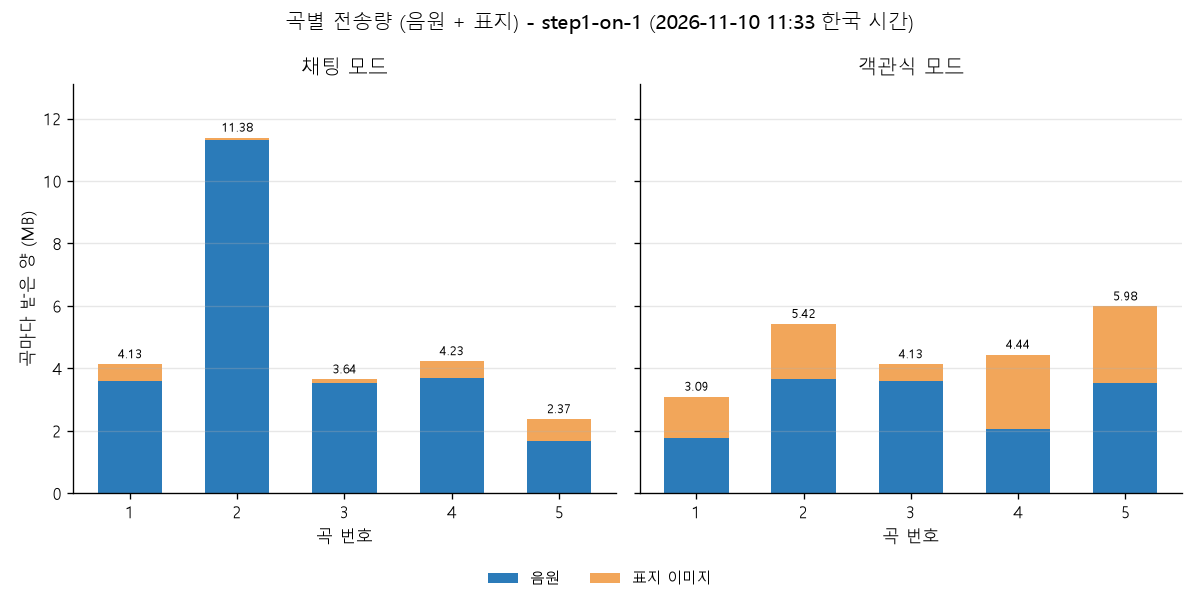 곡별 전송량 (음원 + 표지) - step1-on-1 (2026-11-10 11:33 한국 시간)
채팅 모드
객관식 모드
곡마다 받은 양 (MB)
12
10
8
6
4
2
0
4.13
11.38
3.64
4.23
2.37
1 2 3 4 5
곡 번호
3.09
5.42
4.13
4.44
5.98
1 2 3 4 5
곡 번호
음원 표지 이미지